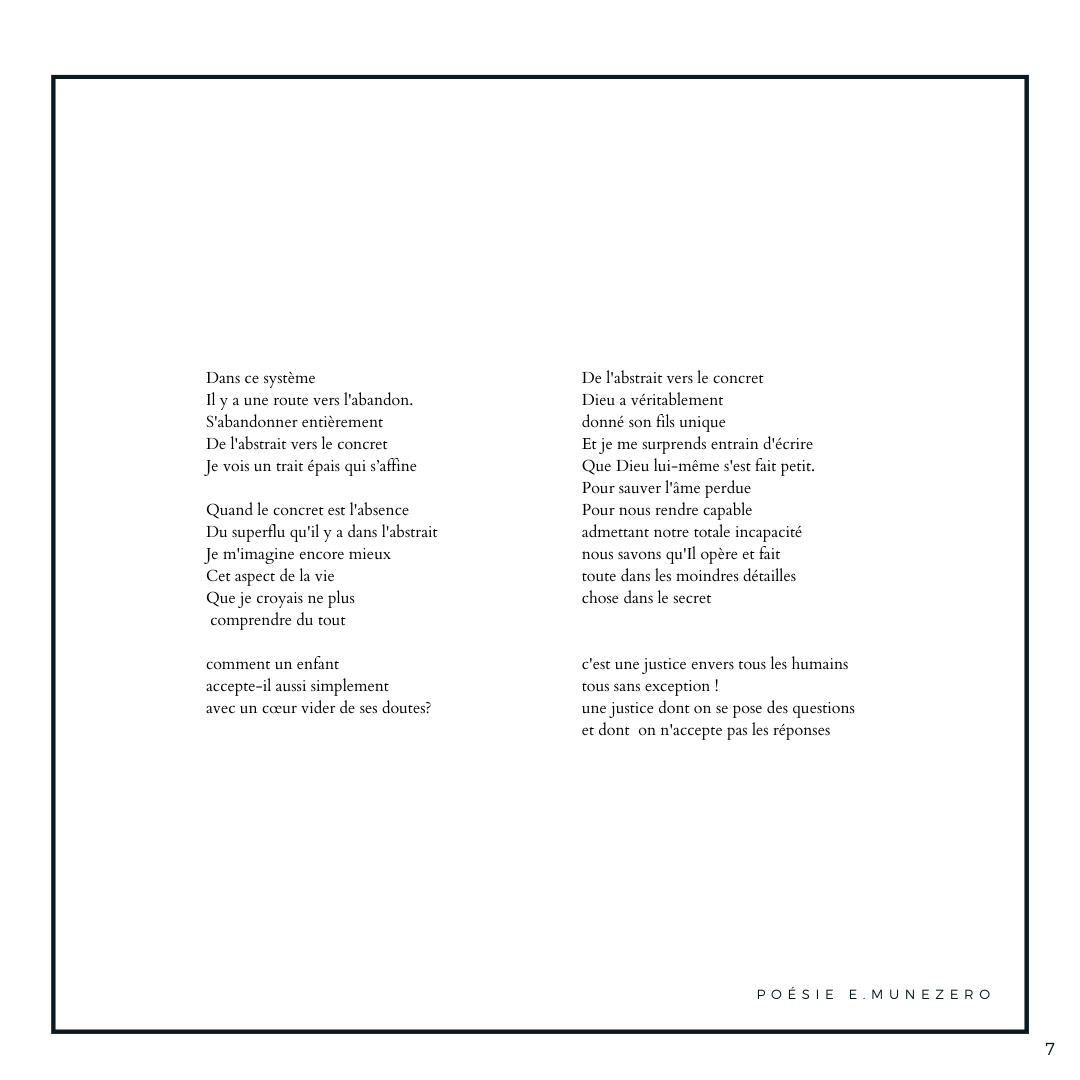 Dans ce système
Il y a une route vers l'abandon.
S'abandonner entièrement
De l'abstrait vers le concret
Je vois un trait épais qui s’affine
Quand le concret est l'absence
Du superflu qu'il y a dans l'abstrait
Je m'imagine encore mieux
Cet aspect de la vie
Que je croyais ne plus
comprendre du tout
comment un enfant
accepte-il aussi simplement
avec un cœur vider de ses doutes?
De l'abstrait vers le concret
Dieu a véritablement
donné son fils unique
Et je me surprends entrain d'écrire
Que Dieu lui-même s'est fait petit.
Pour sauver l'âme perdue
Pour nous rendre capable
admettant notre totale incapacité
nous savons qu'Il opère et fait
toute dans les moindres détailles
chose dans le secret
c'est une justice envers tous les humains
tous sans exception !
une justice dont on se pose des questions
et dont  on n'accepte pas les réponses
POÉSIE E.MUNEZERO
7